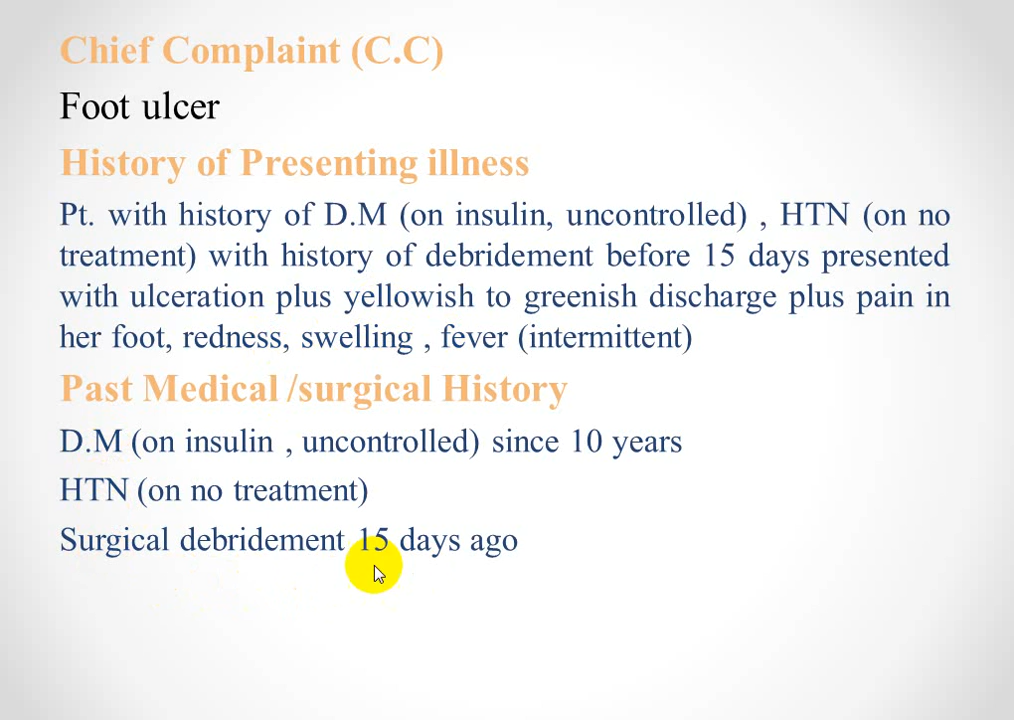 Chief Complaint (C.C)
Foot ulcer
History of Presenting illness
Pt. with history of D.M (on insulin, uncontrolled) , HTN (on no
treatment) with history of debridement before 15 days presented
with ulceration plus yellowish to greenish discharge plus pain in
her foot, redness, swelling , fever (intermittent)
Past Medical /surgical History
D.M (on insulin , uncontrolled) since 10 years
HTN (on no treatment)
Surgical debridement 15 days ago